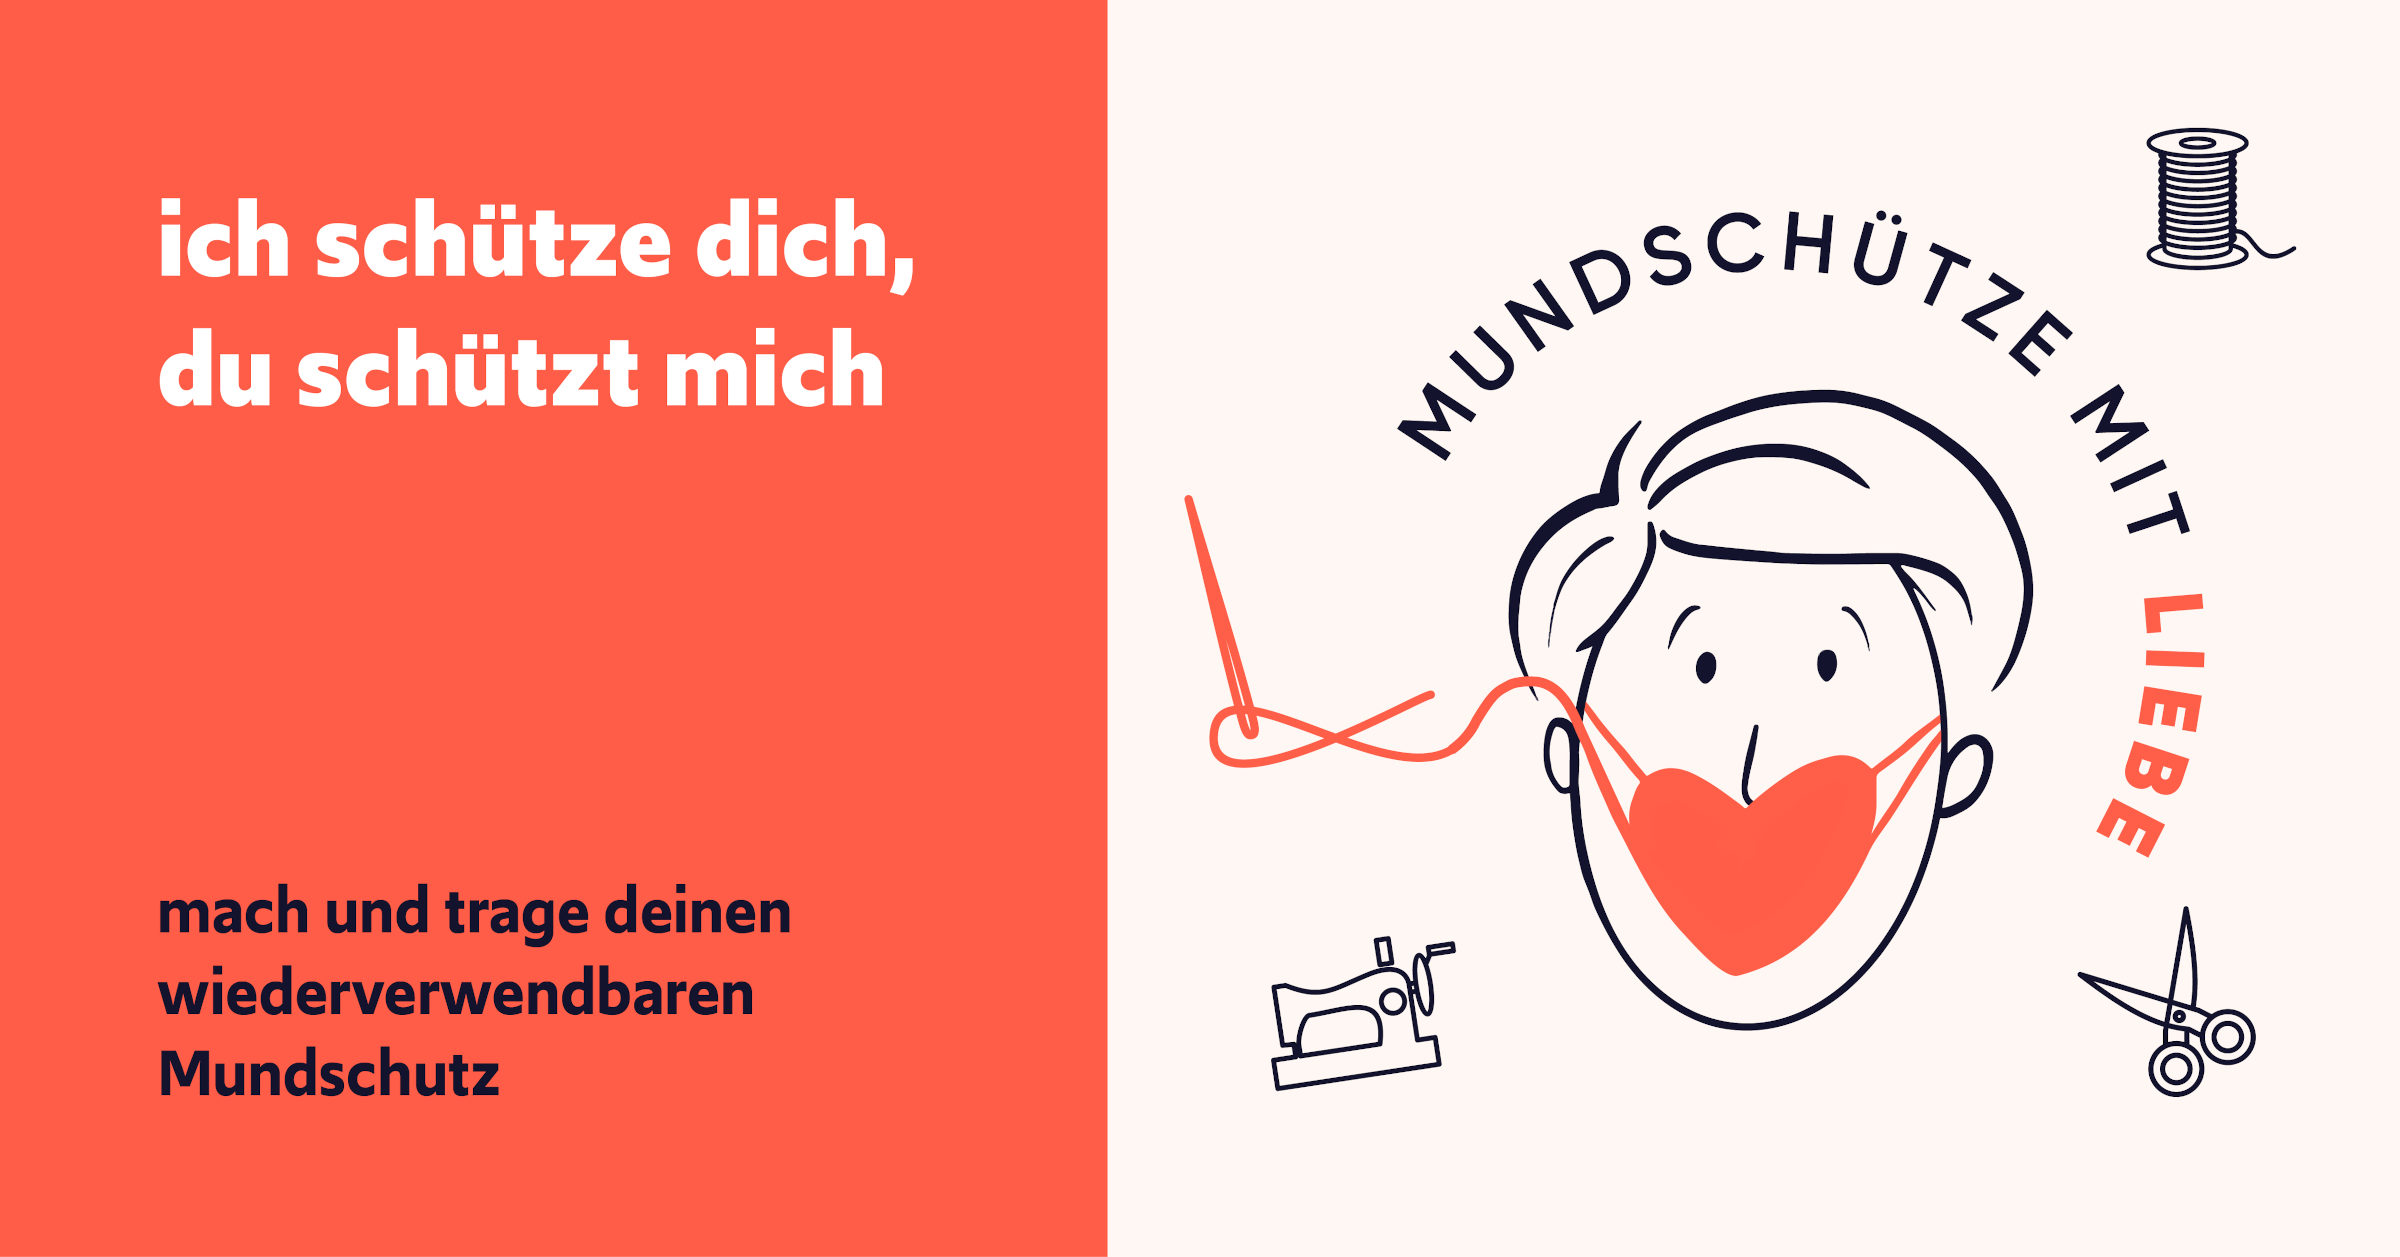 ich schütze dich,
du schützt mich
mach und trage deinen
wiederverwendbaren
Mundschutz
MUNDSCHÜTZE MIT LIEBE